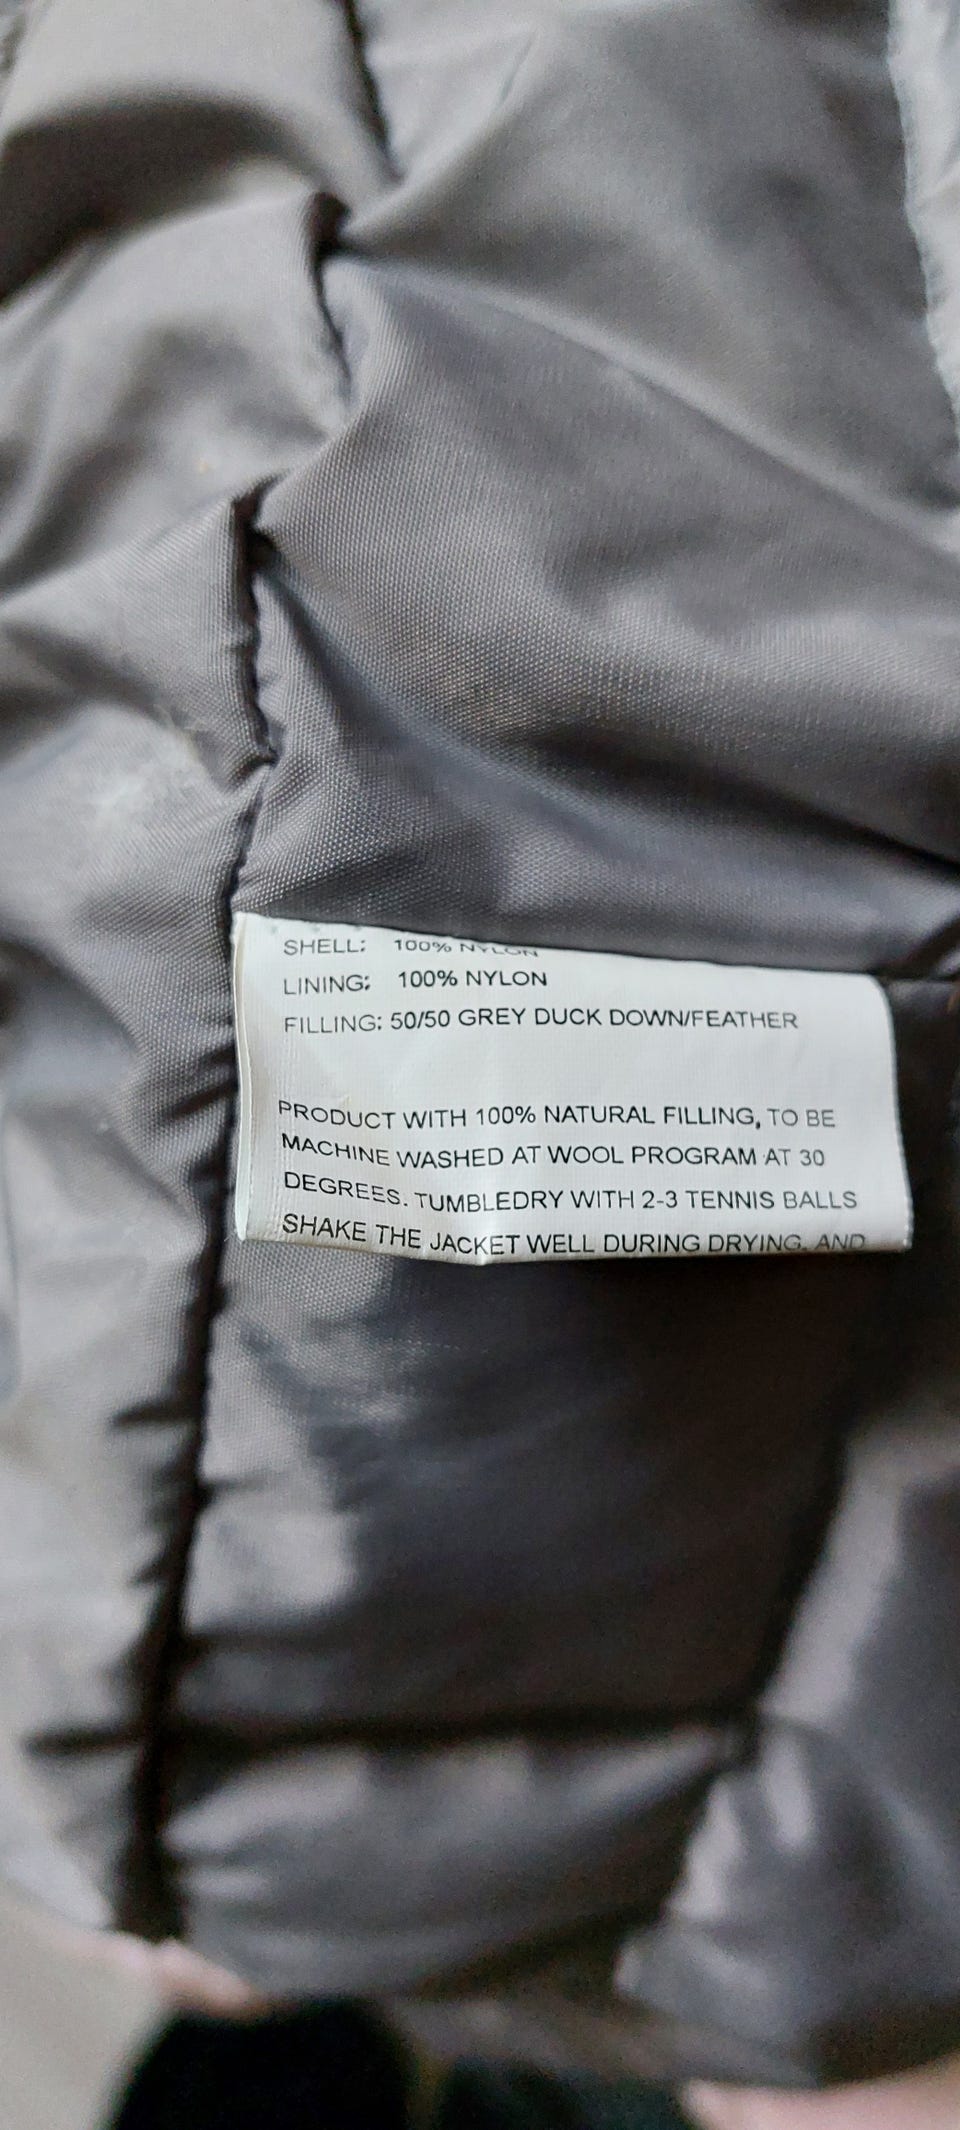 SHELL: 100% NYLON
LINING: 100% NYLON
FILLING: 50/50 GREY DUCK DOWN/FEATHER
PRODUCT WITH 100% NATURAL FILLING, TO BE
MACHINE WASHED AT WOOL PROGRAM AT 30
DEGREES. TUMBLEDRY WITH 2-3 TENNIS BALLS
SHAKE THE JACKET WELL DURING DRYING. AND